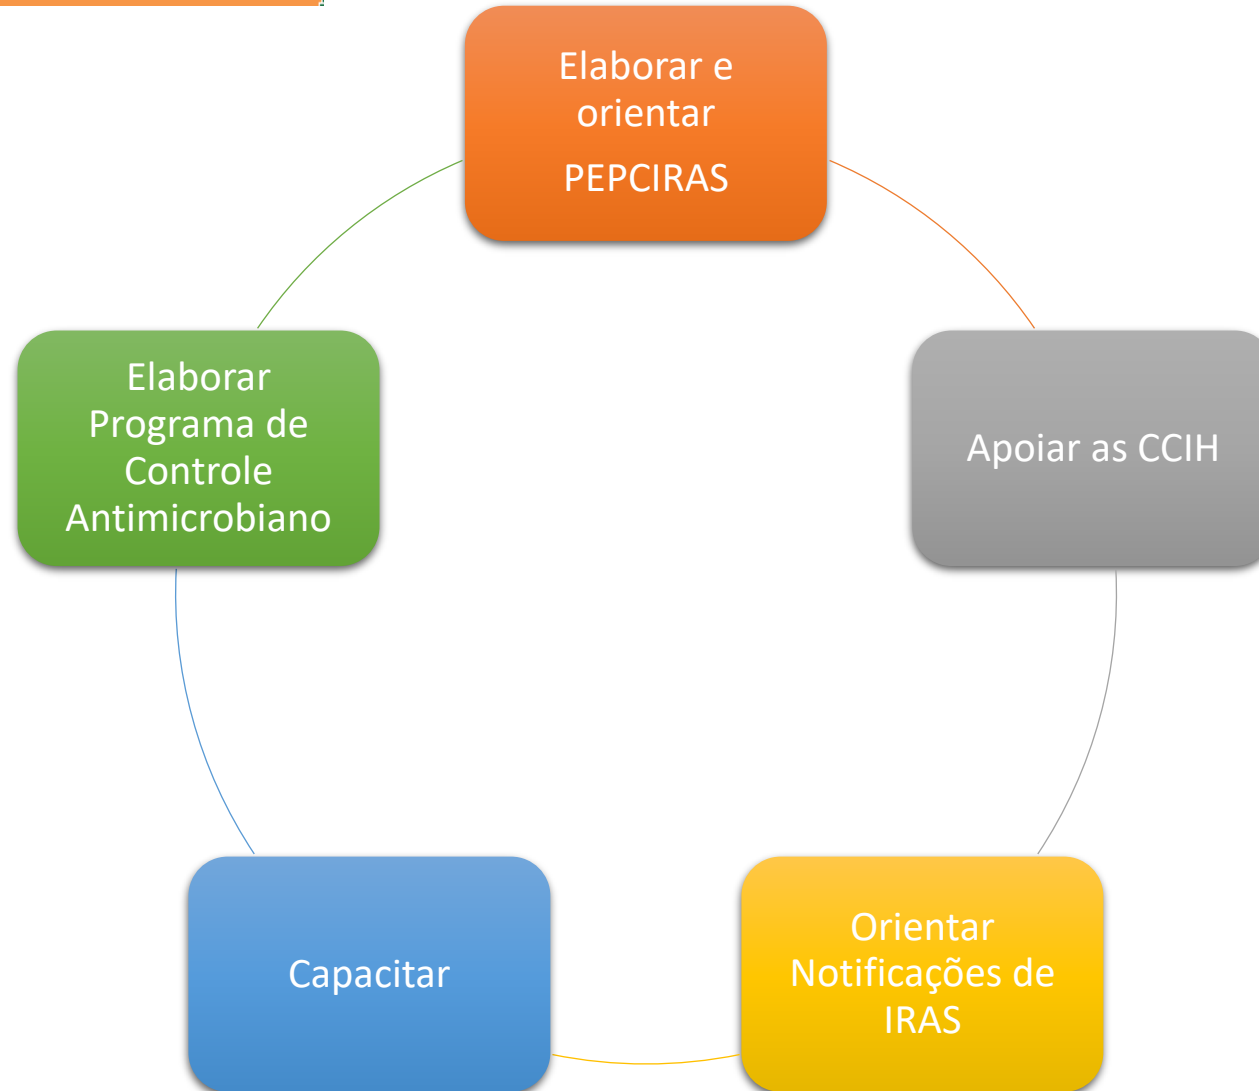 Elaborar e
orientar
PEPCIRAS
Apoiar as CCIH
Orientar
Notificações de
IRAS
Capacitar
Elaborar
Programa de
Controle
Antimicrobiano